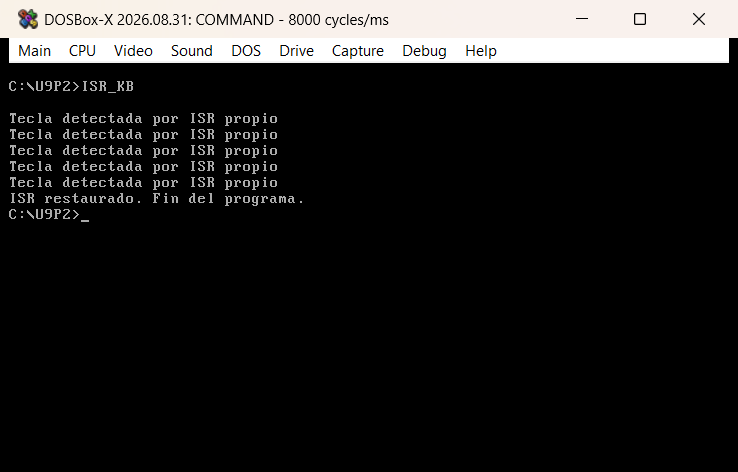 DOSBox-X 2026.08.31: COMMAND - 8000 cycles/ms
Main CPU Video Sound DOS Drive Capture Debug Help
C:\U9P2>ISR_KB
Tecla detectada por ISR propio
Tecla detectada por ISR propio
Tecla detectada por ISR propio
Tecla detectada por ISR propio
Tecla detectada por ISR propio
ISR restaurado. Fin del programa.
C:\U9P2>_